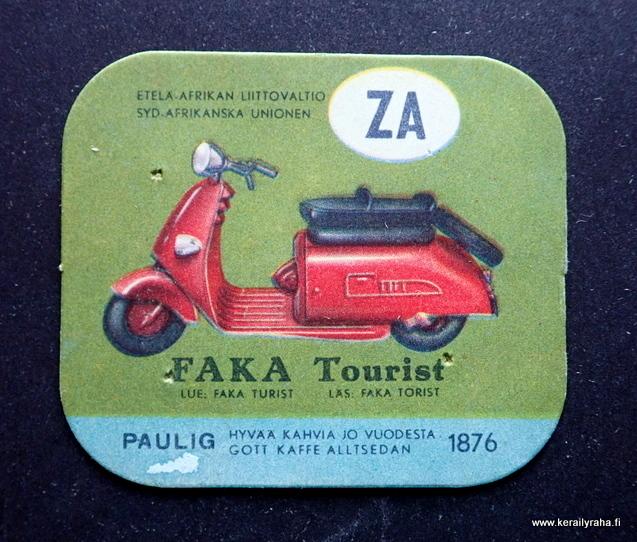 ETELÄ-AFRIKAN LIITTOVALTIO
SYD-AFRIKANSKA UNIONEN
ZA
FAKA Tourist
LUE: FAKA TURIST LÄS: FAKA TORIST
PAULIG HYVÄÄ KAHVIA JO VUODESTA 1876
GOTT KAFFE ALLTSEDAN
www.kerailyraha.fi